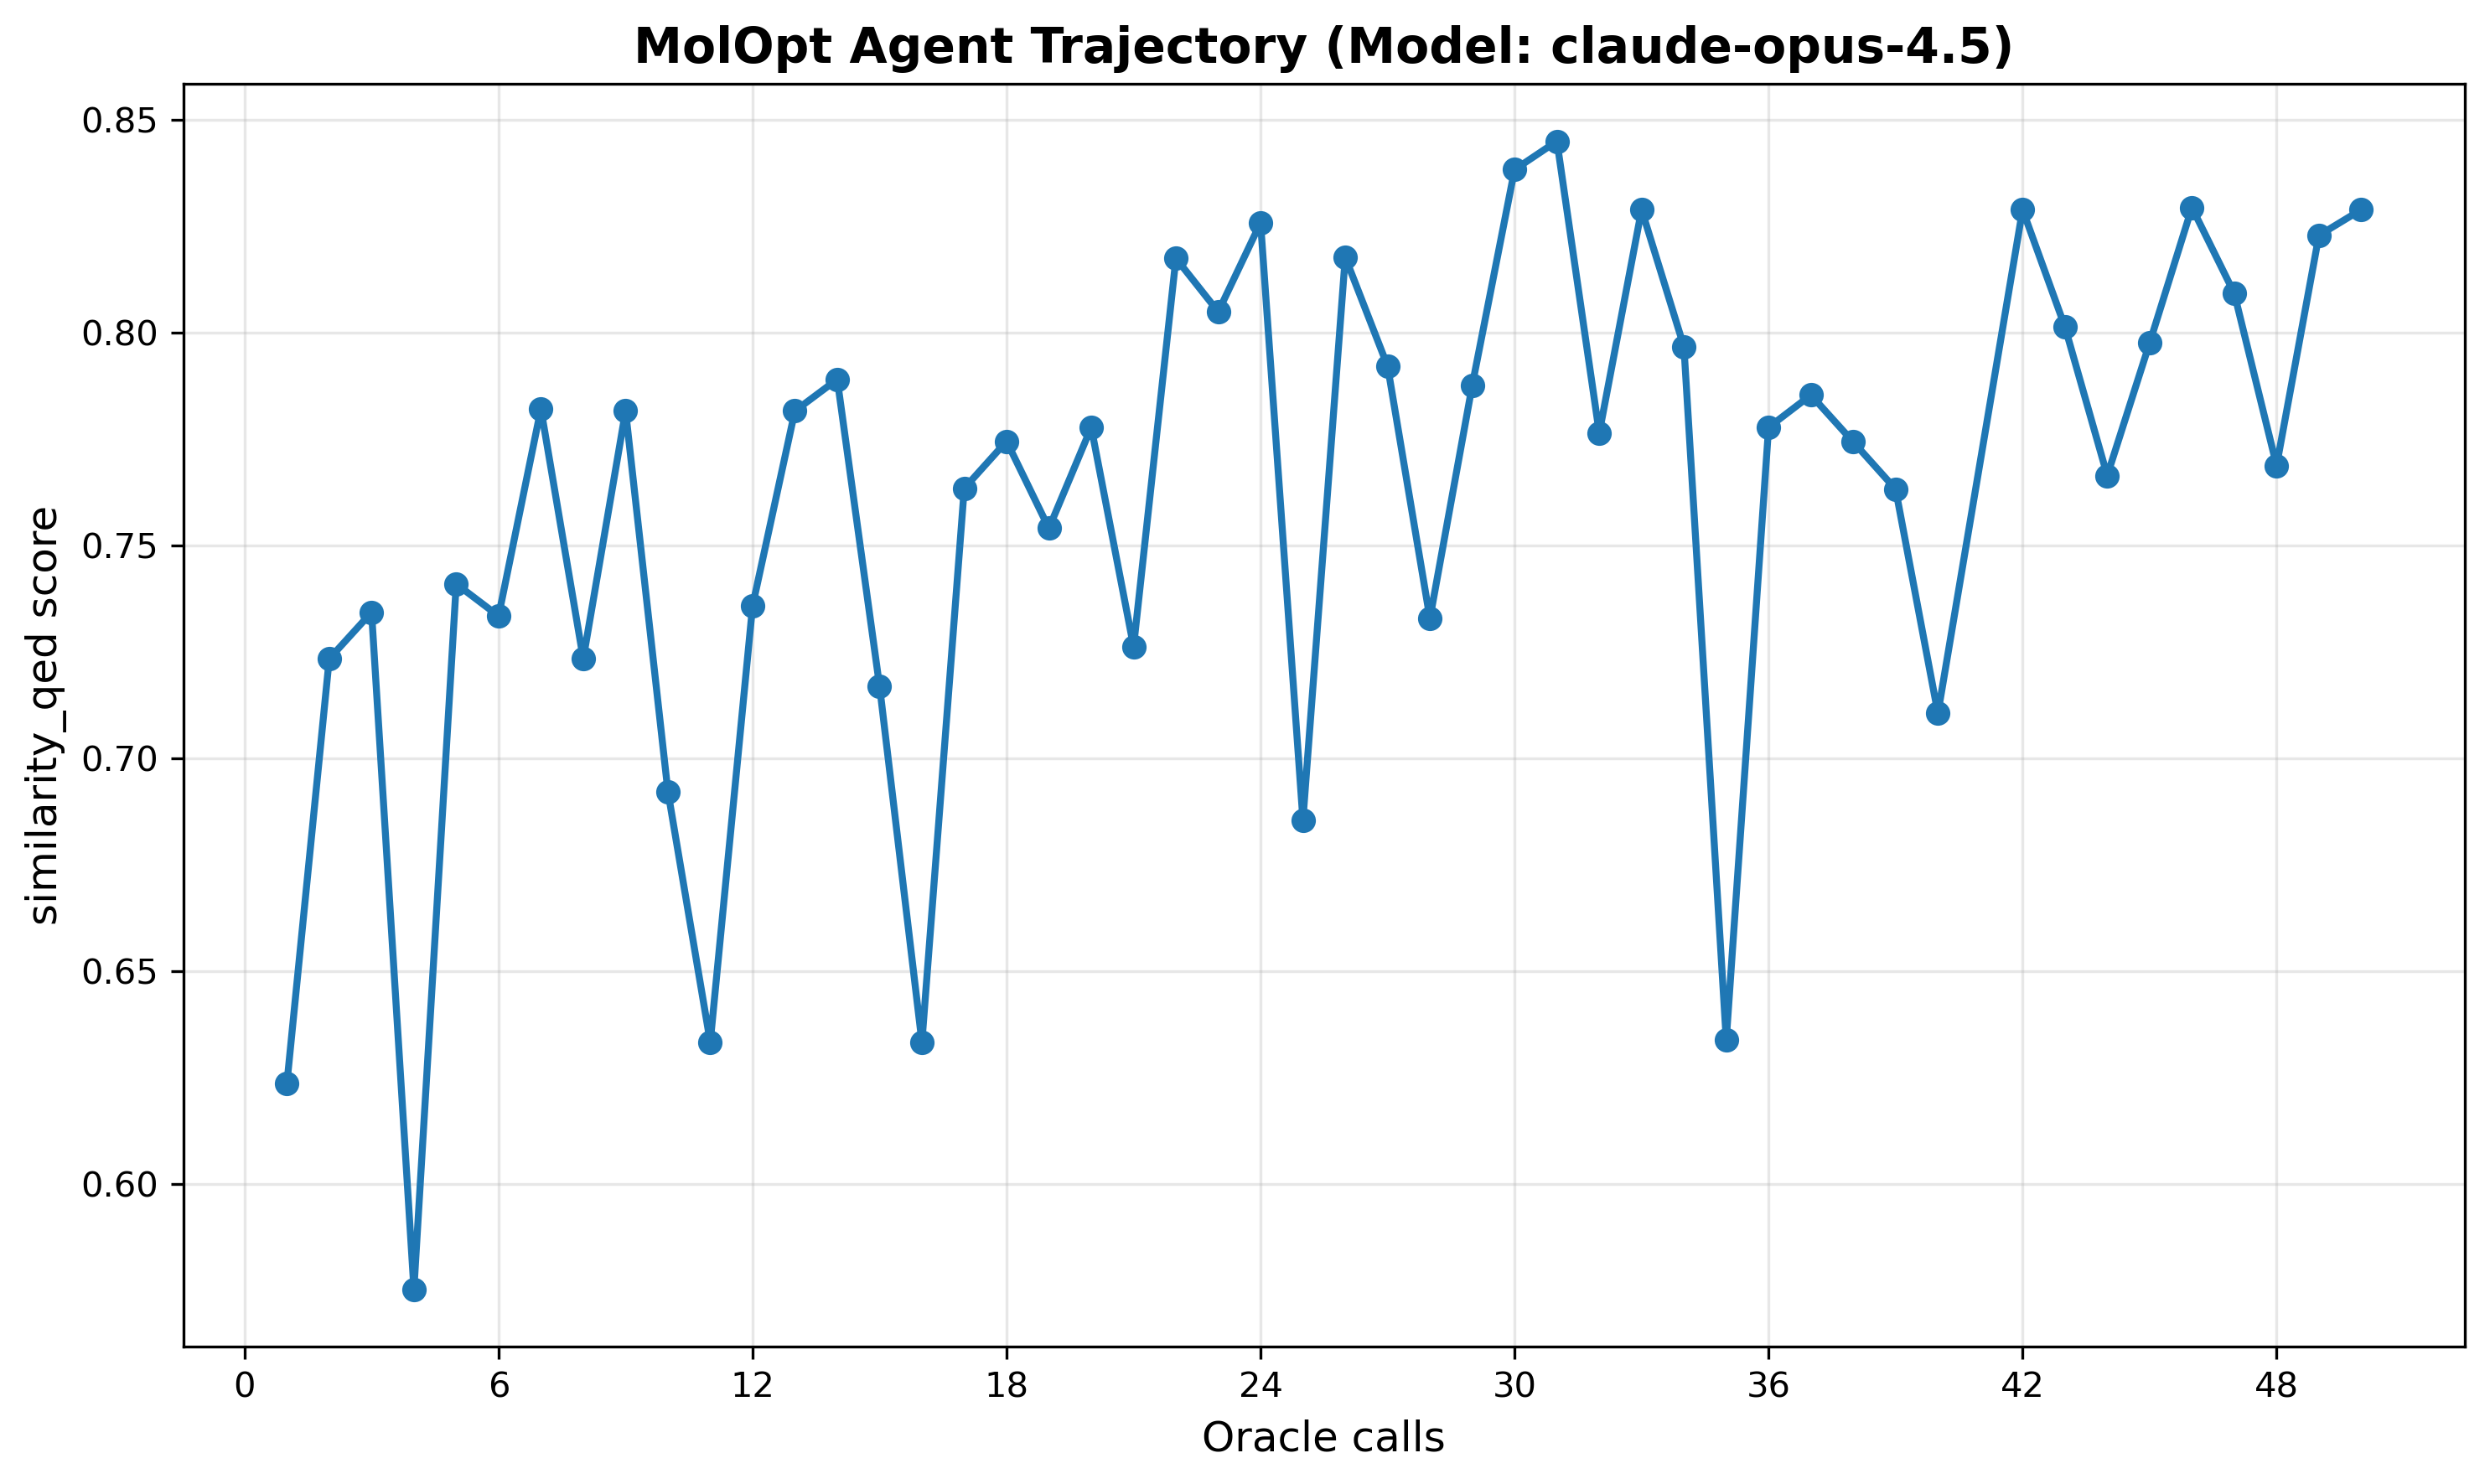 MolOpt Agent Trajectory (Model: claude-opus-4.5)
similarity_qed score
0.85
0.80
0.75
0.70
0.65
0.60
0 6 12 18 24 30 36 42 48
Oracle calls